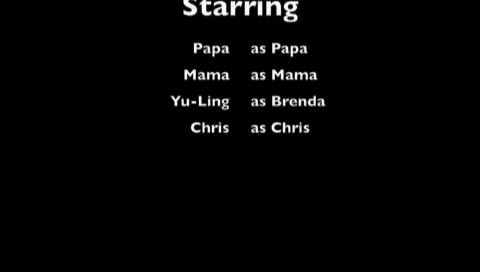 Starring
Papa as Papa
Mama as Mama
Yu-Ling as Brenda
Chris as Chris